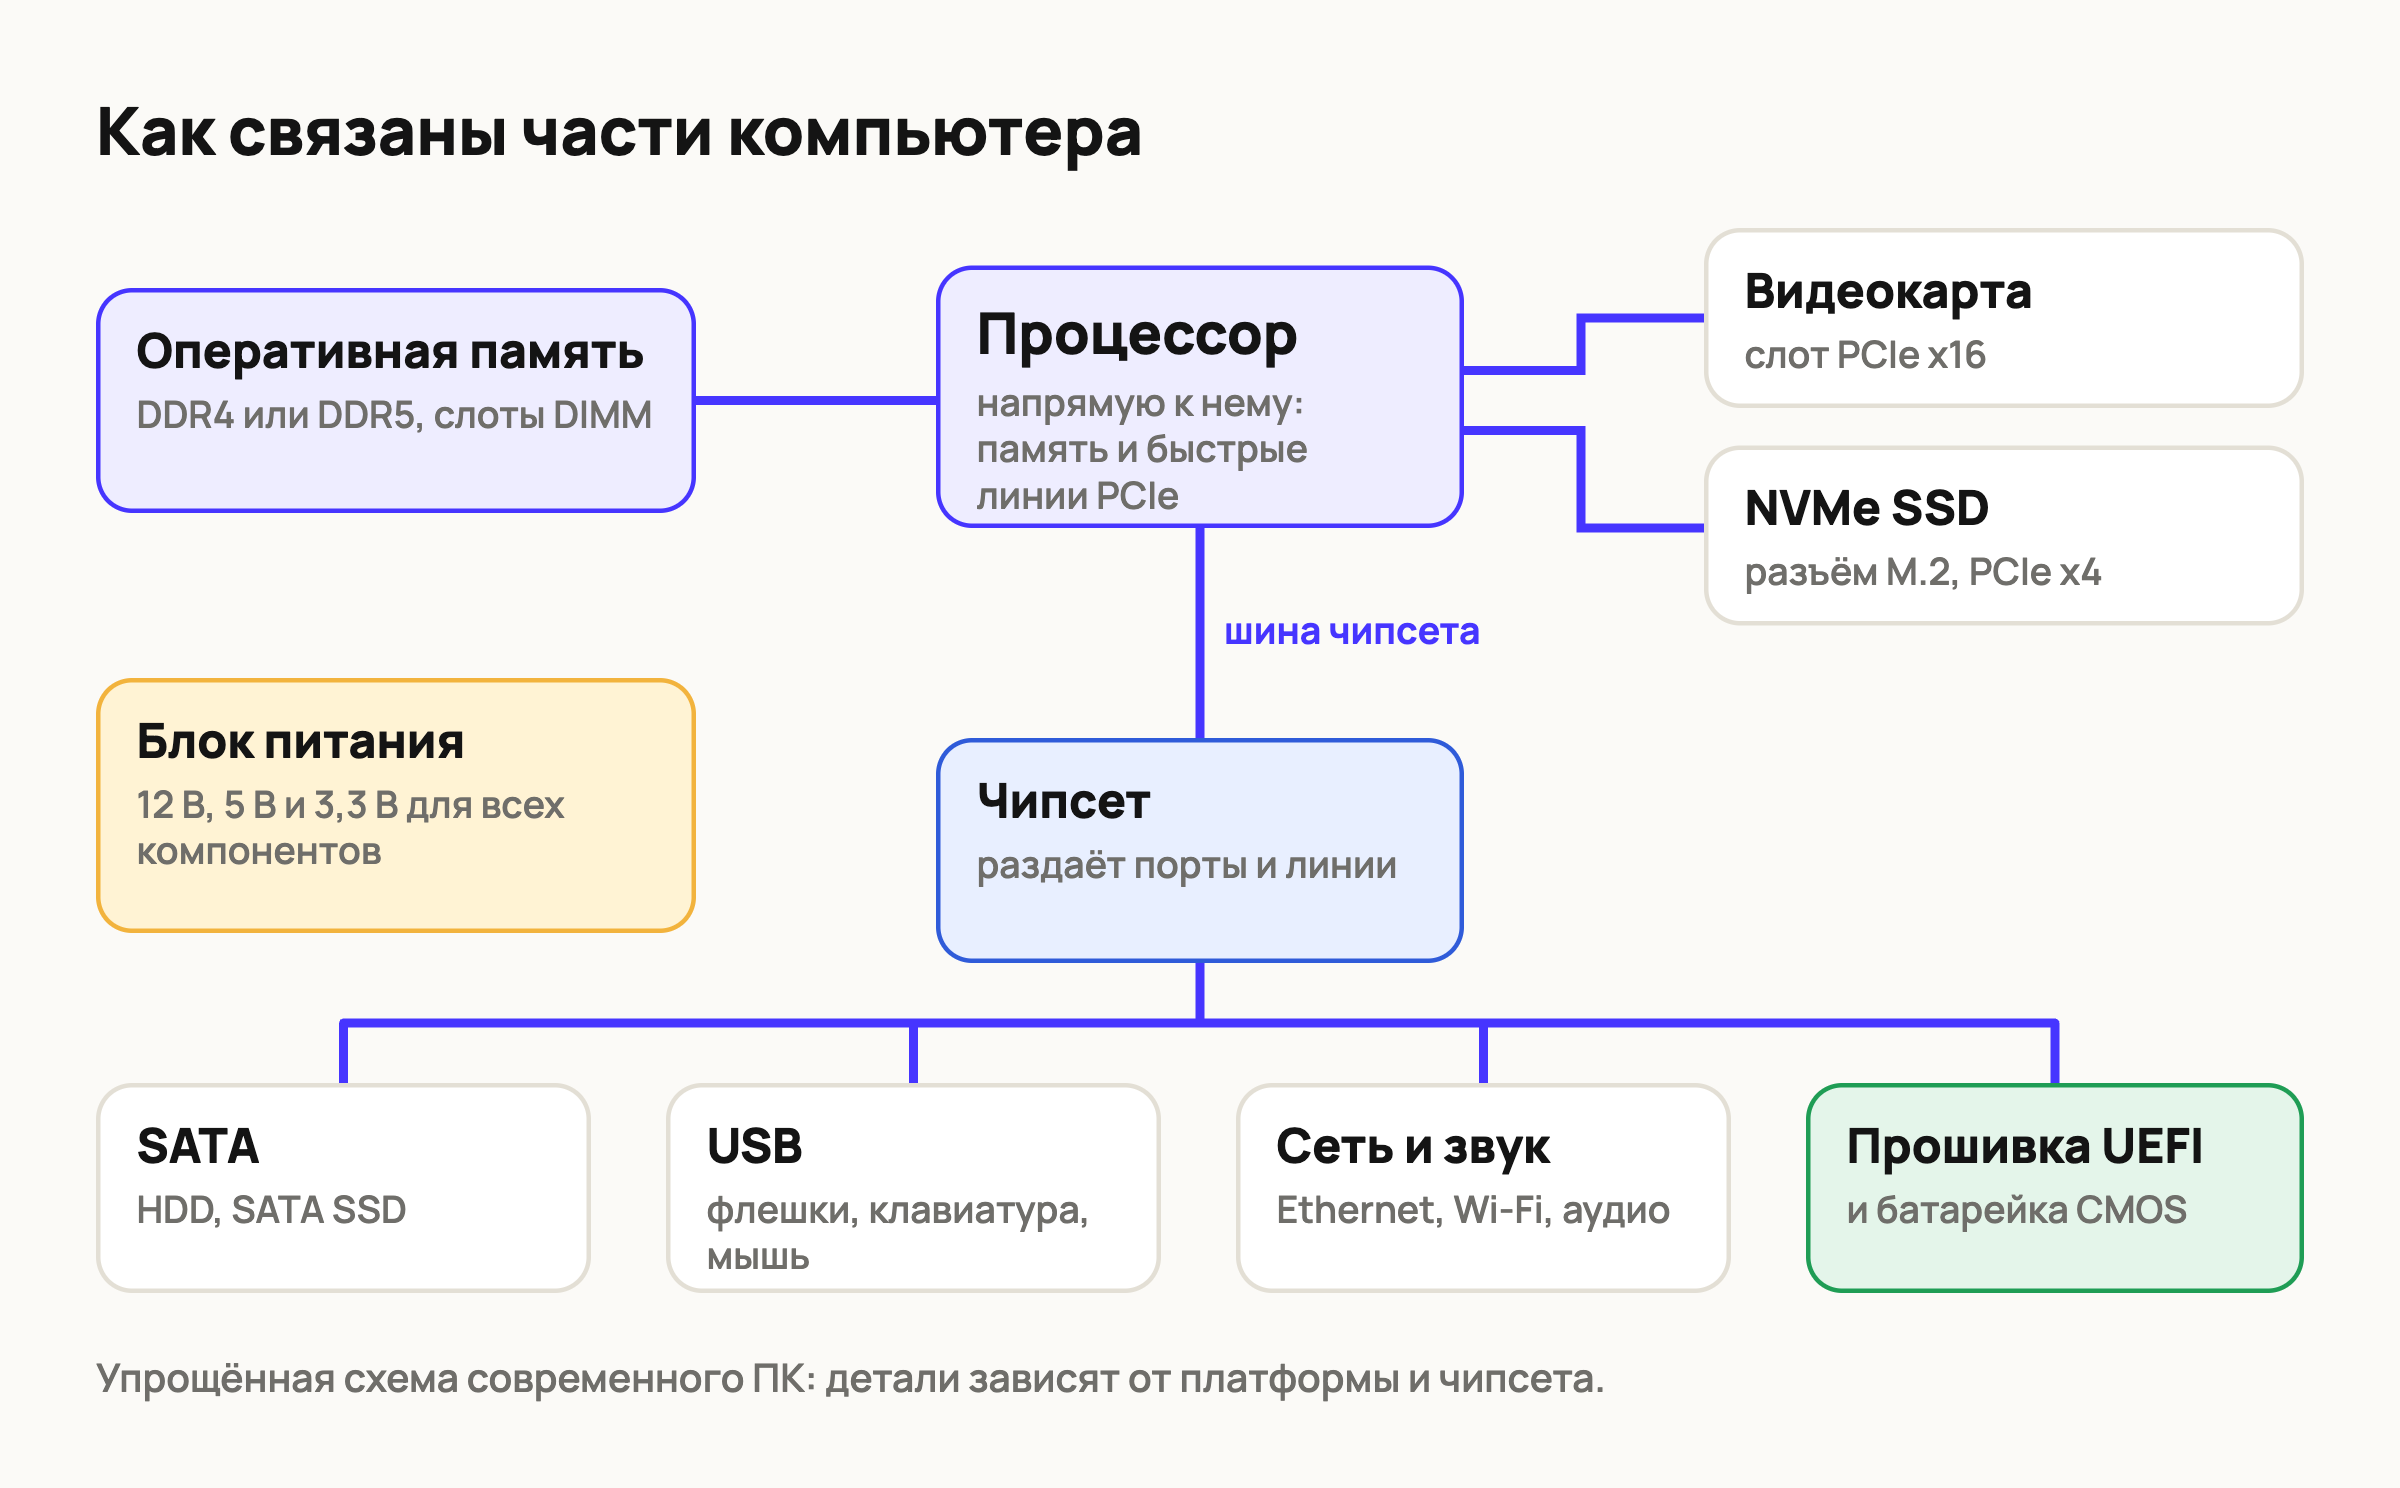 Как связаны части компьютера
Оперативная память
DDR4 или DDR5, слоты DIMM
Процессор
напрямую к нему:
память и быстрые
линии PCIe
Видеокарта
слот PCIe x16
NVMe SSD
разъём M.2, PCIe x4
шина чипсета
Блок питания
12 В, 5 В и 3,3 В для всех
компонентов
Чипсет
раздаёт порты и линии
SATA
HDD, SATA SSD
USB
флешки, клавиатура,
мышь
Сеть и звук
Ethernet, Wi-Fi, аудио
Прошивка UEFI
и батарейка CMOS
Упрощённая схема современного ПК: детали зависят от платформы и чипсета.